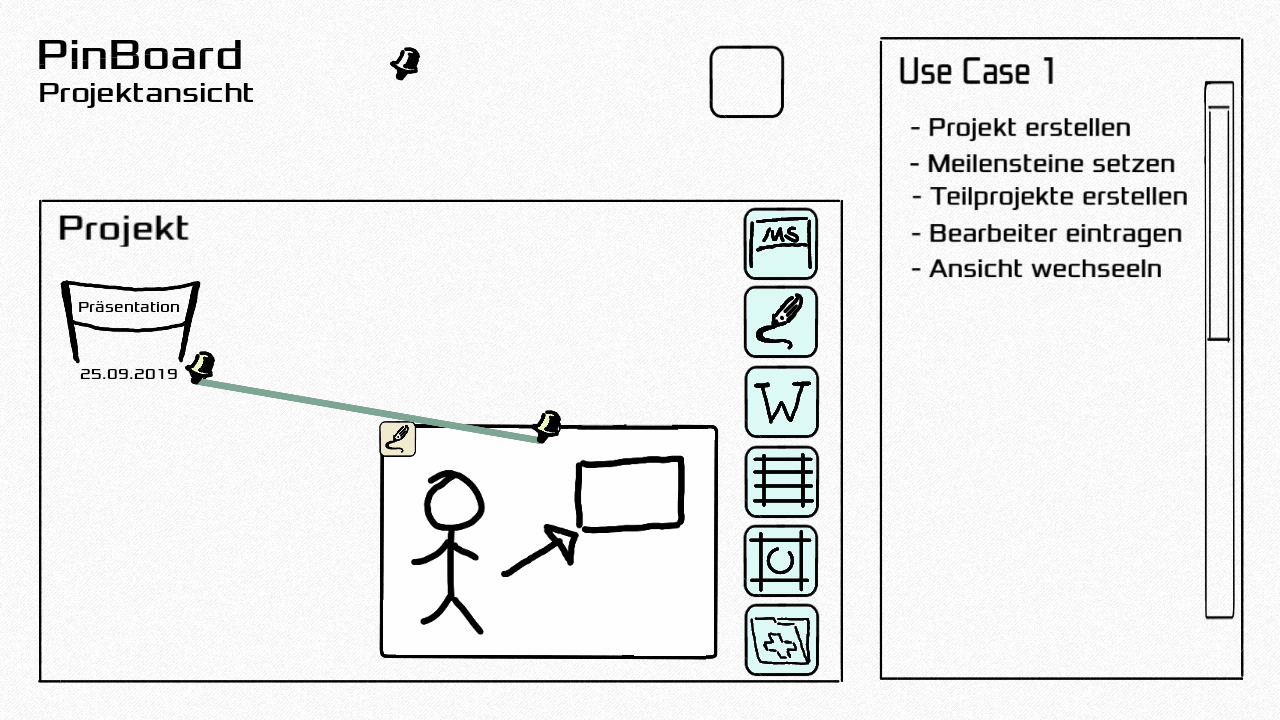 PinBoard
Projektansicht
Projekt
Präsentation
25.09.2019
MS
W
Use Case 1
- Projekt erstellen
- Meilensteine setzen
- Teilprojekte erstellen
- Bearbeiter eintragen
- Ansicht wechseeln